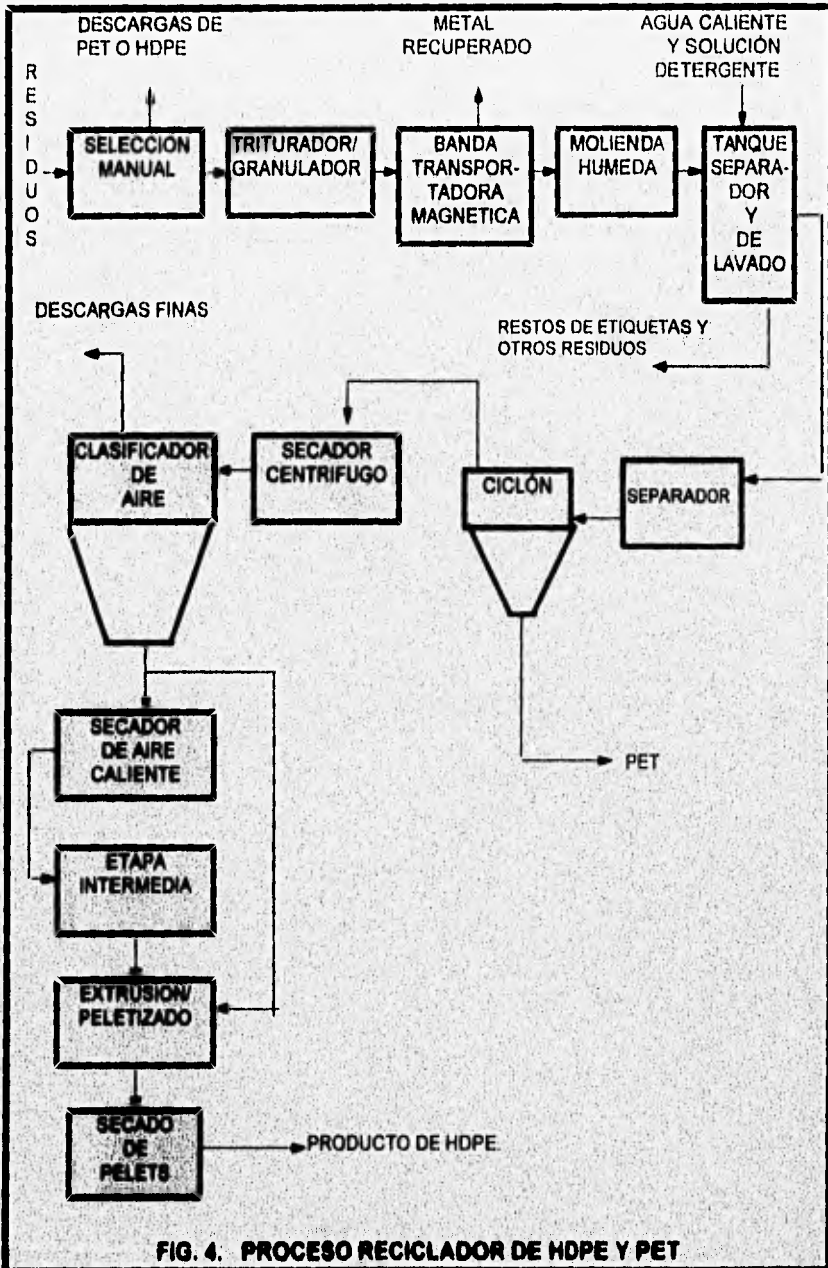 DESCARGAS DE
PET O HDPE
METAL
RECUPERADO
AGUA CALIENTE
Y SOLUCIÓN
DETERGENTE
R
E
S
I
D
U
O
S
SELECCIÓN
MANUAL
TRITURADOR/
GRANULADOR
BANDA
TRANSPOR-
TADORA
MAGNETICA
MOLIENDA
HUMEDA
TANQUE
SEPARA-
DOR
Y
DE
LAVADO
DESCARGAS FINAS
RESTOS DE ETIQUETAS Y
OTROS RESIDUOS
CLASIFICADOR
DE
AIRE
SECADOR
CENTRIFUGO
CICLÓN
SEPARADOR
SECADOR
DE AIRE
CALIENTE
PET
ETAPA
INTERMEDIA
EXTRUSION/
PELETIZADO
SECADO
DE
PELETS
PRODUCTO DE HDPE.
FIG. 4. PROCESO RECICLADOR DE HDPE Y PET